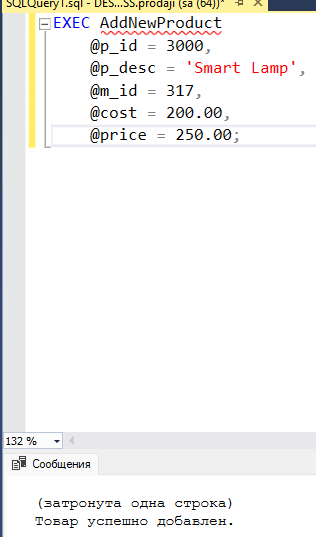 SQLQuery1.sql - DES...SS.prodaji (sa (64))*
EXEC AddNewProduct
@p_id = 3000,
@p_desc = 'Smart Lamp',
@m_id = 317,
@cost = 200.00,
@price = 250.00;
132 %
Сообщения
(затронута одна строка)
Товар успешно добавлен.